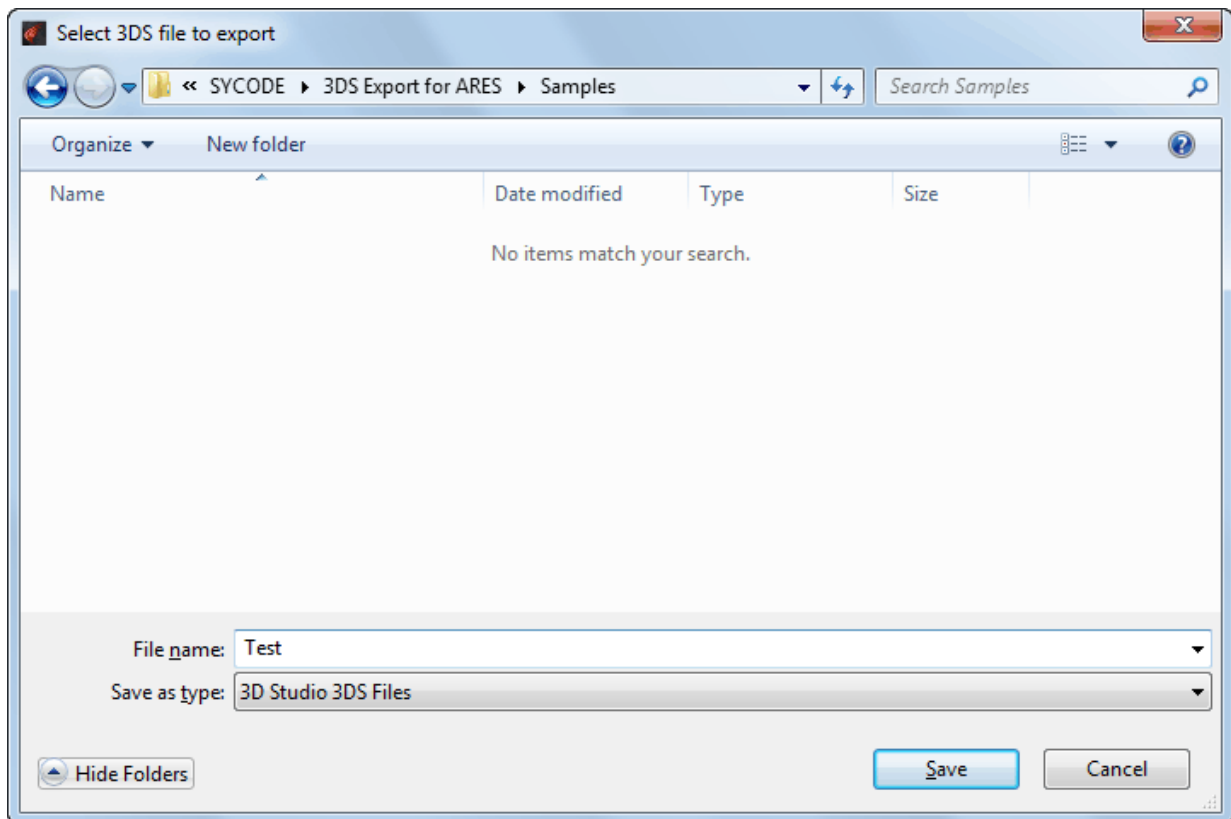 Select 3DS file to export
« SYCODE ▸ 3DS Export for ARES ▸ Samples
Search Samples
Organize ▾ New folder
Name Date modified Type Size
No items match your search.
File name: Test
Save as type: 3D Studio 3DS Files
Hide Folders Save Cancel